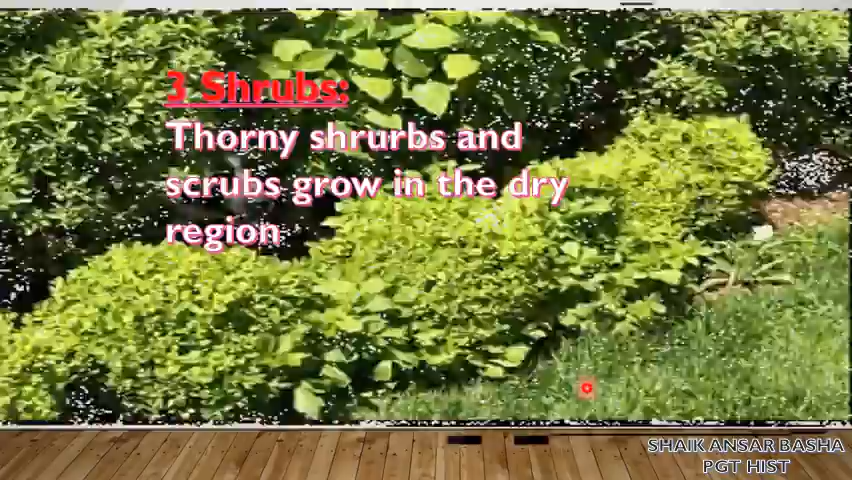 3 Shrubs:
Thorny shrurbs and
scrubs grow in the dry
region
SHAIK ANSAR BASHA
PGT HIST